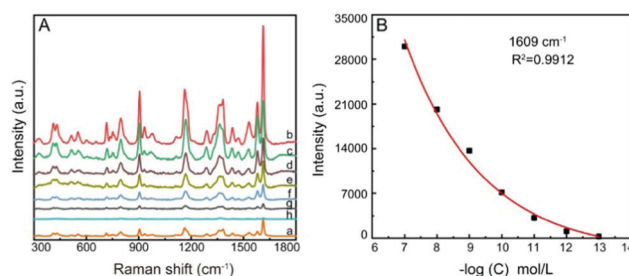 A
Intensity (a.u.)
b
c
d
e
f
g
h
a
300 600 900 1200 1500 1800
Raman shift (cm-1)
B
35000
28000
21000
14000
7000
0
Intensity (a.u.)
1609 cm-1
R2=0.9912
6 7 8 9 10 11 12 13 14
-log (C) mol/L